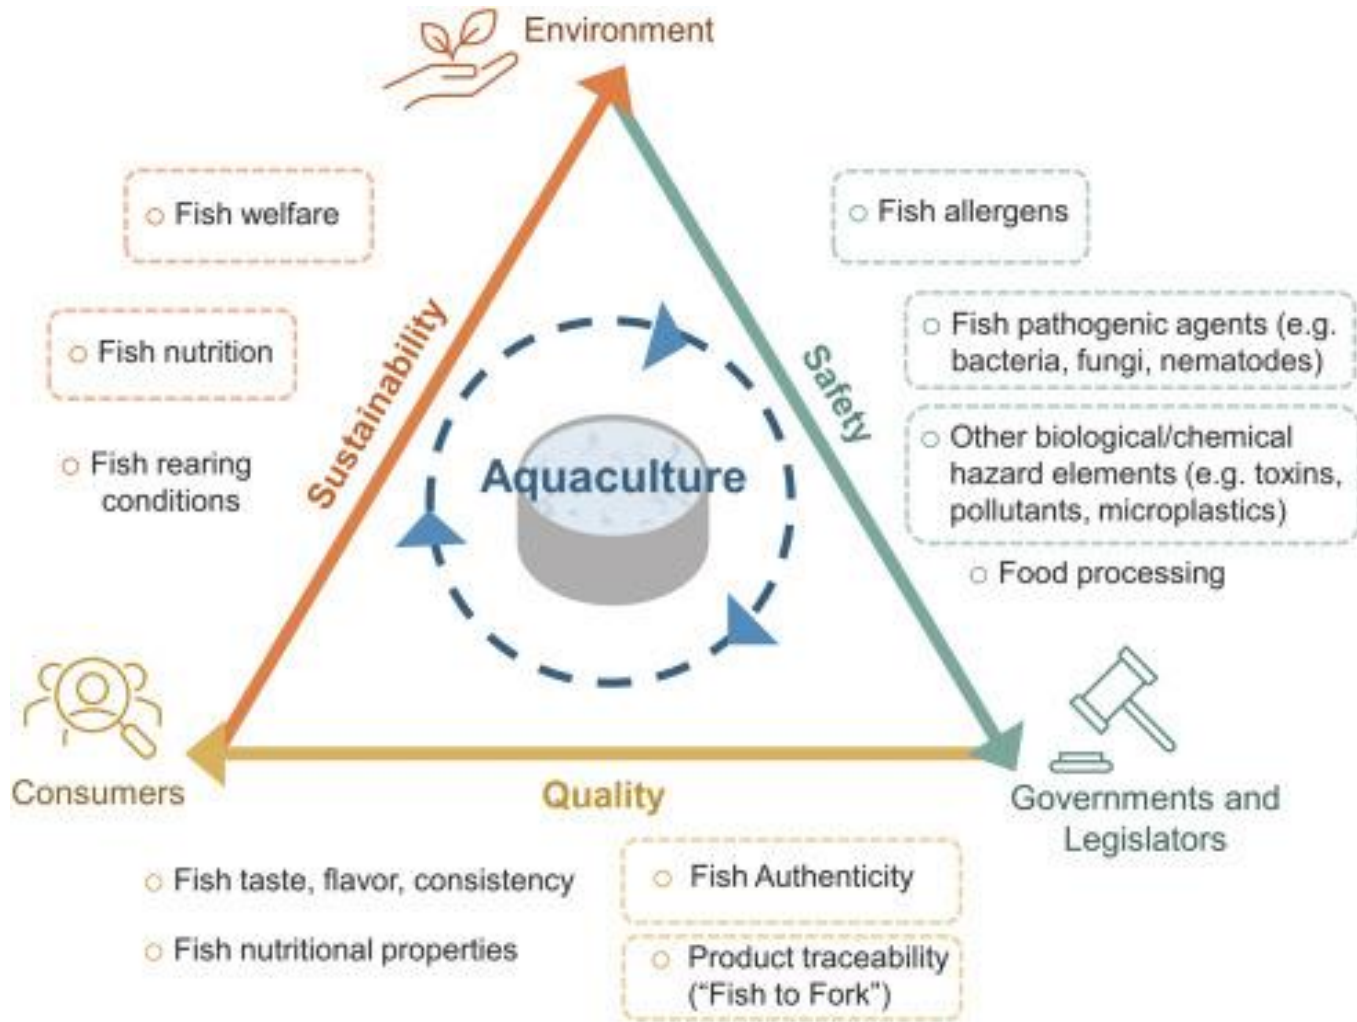 Environment
Fish welfare
Fish nutrition
Fish rearing
conditions
Sustainability
Aquaculture
Safety
Fish allergens
Fish pathogenic agents (e.g.
bacteria, fungi, nematodes)
Other biological/chemical
hazard elements (e.g. toxins,
pollutants, microplastics)
Food processing
Consumers
Quality
Governments and
Legislators
Fish taste, flavor, consistency
Fish nutritional properties
Fish Authenticity
Product traceability
(“Fish to Fork”)